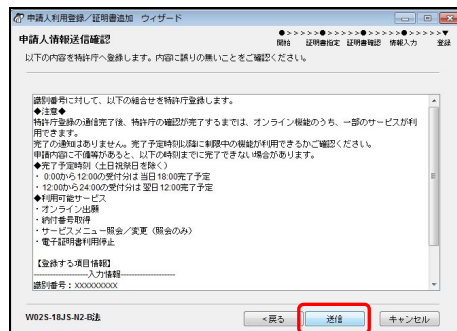 申請人利用登録／証明書追加 ウィザード
申請人情報送信確認
●>>>>>●>>>>>●>>>>>●>>>>>▼
開始 証明書指定 証明書確認 情報入力 登録
以下の内容を特許庁へ登録します。内容に誤りの無いことをご確認ください。
識別番号に対して、以下の組合せを特許庁登録します。
◆注意◆
特許庁登録の通信完了後、特許庁の確認が完了するまでは、オンライン機能のうち、一部のサービスが利
用できます。
完了の通知はありません。完了予定時刻以降に制限中の機能が利用できるかご確認ください。
申請内容に不備等があると、以下の時刻までに完了できない場合があります。
◆完了予定時刻（土日祝祭日を除く）
・0:00から12:00の受付分は当日18:00完了予定
・12:00から24:00の受付分は翌日12:00完了予定
◆利用可能サービス
・オンライン出願
・納付番号取得
・サービスメニュー照会／変更（照会のみ）
・電子証明書利用停止
【登録する項目情報】
--------------------入力情報--------------------
識別番号：XXXXXXXXX
W02S-18JS-N2-B法
<戻る 送信 キャンセル